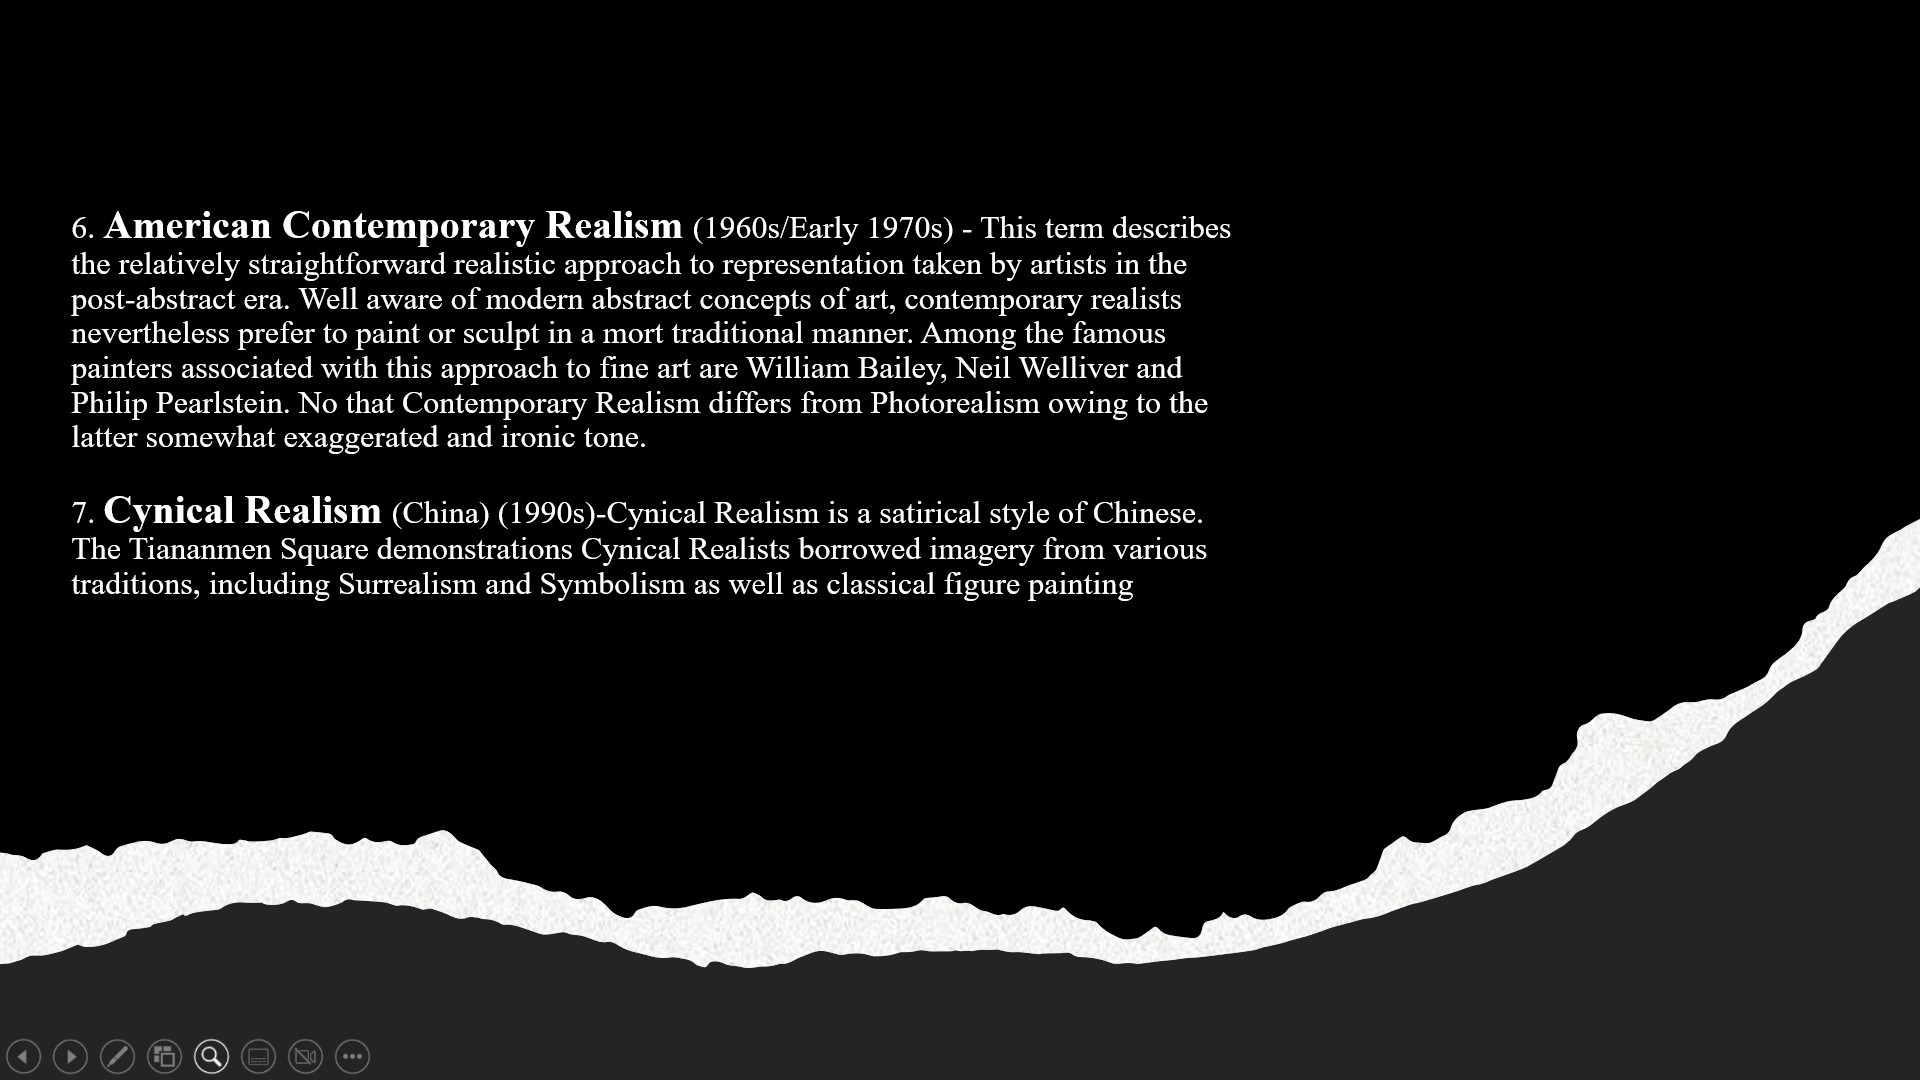 6. American Contemporary Realism (1960s/Early 1970s) - This term describes
the relatively straightforward realistic approach to representation taken by artists in the
post-abstract era. Well aware of modern abstract concepts of art, contemporary realists
nevertheless prefer to paint or sculpt in a mort traditional manner. Among the famous
painters associated with this approach to fine art are William Bailey, Neil Welliver and
Philip Pearlstein. No that Contemporary Realism differs from Photorealism owing to the
latter somewhat exaggerated and ironic tone.
7. Cynical Realism (China) (1990s)-Cynical Realism is a satirical style of Chinese.
The Tiananmen Square demonstrations Cynical Realists borrowed imagery from various
traditions, including Surrealism and Symbolism as well as classical figure painting